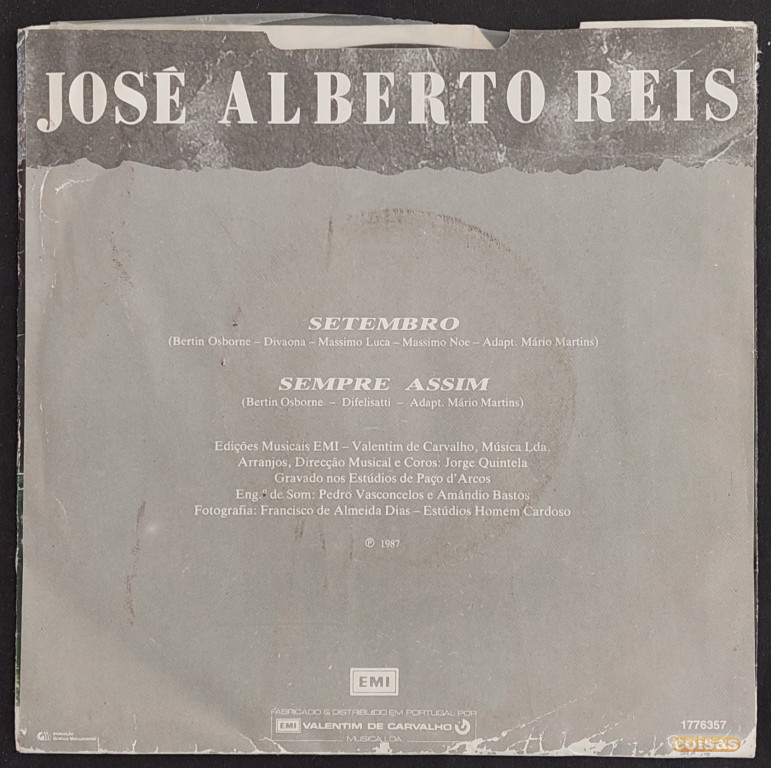 JOSÉ ALBERTO REIS
SETEMBRO
(Bertin Osborne – Divaona – Massimo Luca – Massimo Noe – Adapt. Mário Martins)
SEMPRE ASSIM
(Bertin Osborne – Difelisatti – Adapt. Mário Martins)
Edições Musicais EMI – Valentim de Carvalho, Música Lda.
Arranjos, Direcção Musical e Coros: Jorge Quintela
Gravado nos Estúdios de Paço d'Arcos
Eng.º de Som: Pedro Vasconcelos e Amândio Bastos
Fotografia: Francisco de Almeida Dias – Estúdios Homem Cardoso
℗ 1987
EMI
FABRICADO & DISTRIBUIDO EM PORTUGAL POR
EMI VALENTIM DE CARVALHO
MÚSICA LDA.
1776357
coisas